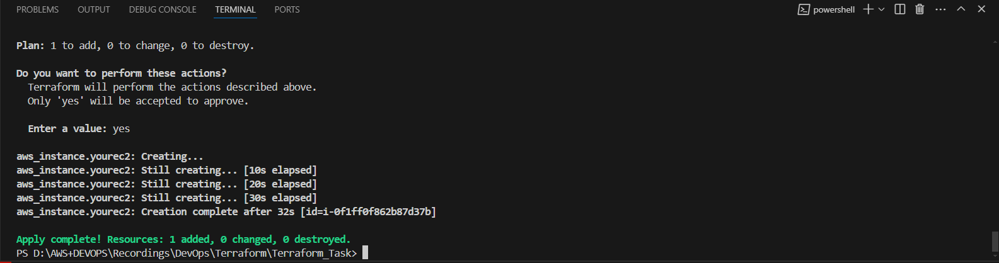 PROBLEMS OUTPUT DEBUG CONSOLE TERMINAL PORTS powershell
Plan: 1 to add, 0 to change, 0 to destroy.
Do you want to perform these actions?
Terraform will perform the actions described above.
Only 'yes' will be accepted to approve.
Enter a value: yes
aws_instance.yourec2: Creating...
aws_instance.yourec2: Still creating... [10s elapsed]
aws_instance.yourec2: Still creating... [20s elapsed]
aws_instance.yourec2: Still creating... [30s elapsed]
aws_instance.yourec2: Creation complete after 32s [id=i-0f1ff0f862b87d37b]
Apply complete! Resources: 1 added, 0 changed, 0 destroyed.
PS D:\AWS+DEVOPS\Recordings\DevOps\Terraform\Terraform_Task>